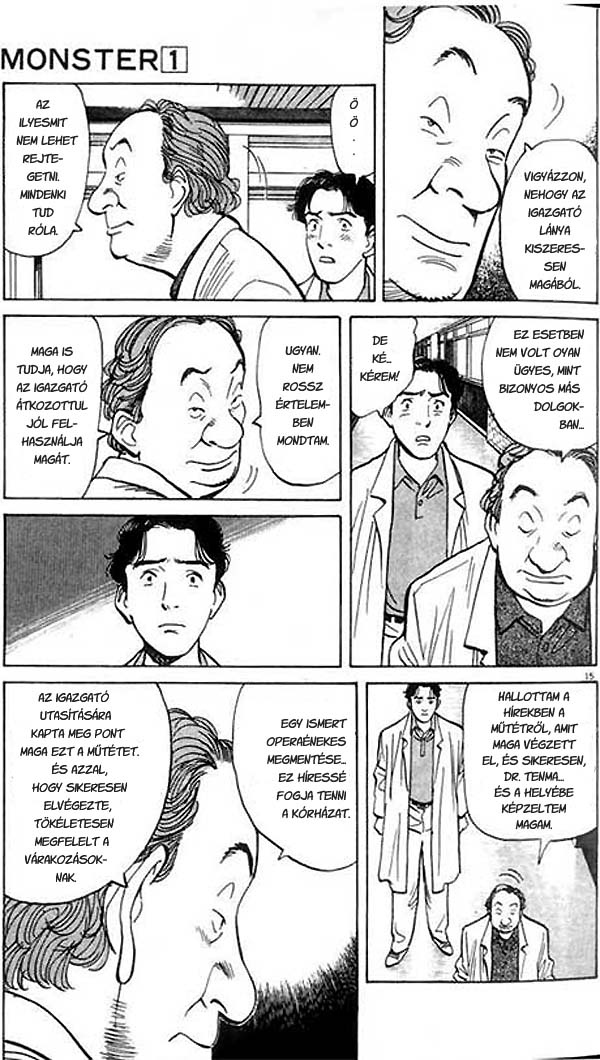 MONSTER 1
VIGYÁZZON,
NEHOGY AZ
IGAZGATÓ
LÁNYA
KISZERES-
SEN
MAGÁBÓL.
Ö
Ö
.
.
AZ
ILYESMIT
NEM LEHET
REJTE-
GETNI.
MINDENKI
TUD
RÓLA.
EZ ESETBEN
NEM VOLT OYAN
ÜGYES, MINT
BIZONYOS MÁS
DOLGOK-
BAN...
DE
KÉ..
KÉREM!
UGYAN.
NEM
ROSSZ
ÉRTELEM-
BEN
MONDTAM.
MAGA IS
TUDJA, HOGY
AZ IGAZGATÓ
ÁTKOZOTTUL
JÓL FEL-
HASZNÁLJA
MAGÁT.
15
HALLOTTAM A
HÍREKBEN A
MŰTÉTRŐL, AMIT
MAGA VÉGZETT
EL, ÉS SIKERESEN,
DR. TENMA...
ÉS A HELYÉBE
KÉPZELTEM
MAGAM.
EGY ISMERT
OPERAÉNEKES
MEGMENTÉSE...
EZ HÍRESSÉ
FOGJA TENNI
A KÓRHÁZAT.
AZ IGAZGATÓ
UTASÍTÁSÁRA
KAPTA MEG PONT
MAGA EZT A MŰTÉTET.
ÉS AZZAL,
HOGY SIKERESEN
ELVÉGEZTE,
TÖKÉLETESEN
MEGFELELT A
VÁRAKOZÁSOK-
NAK.